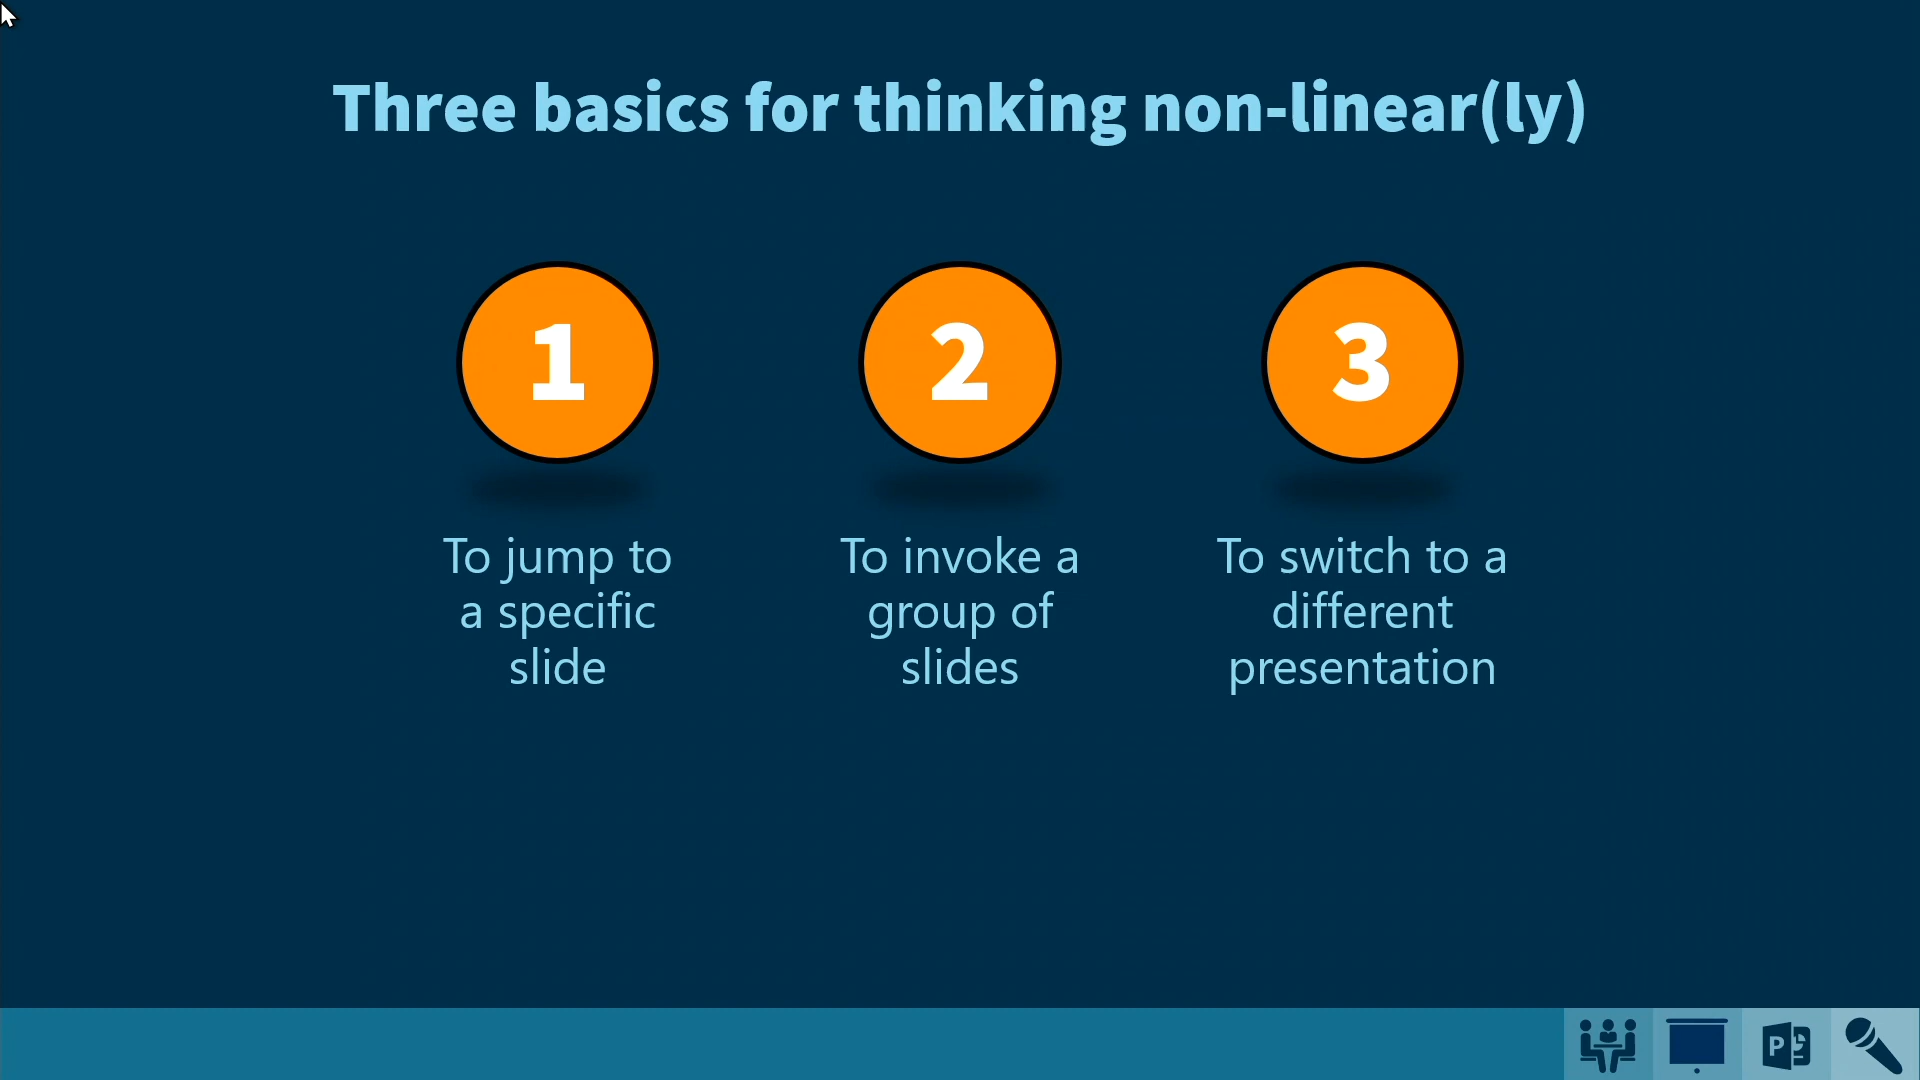 Three basics for thinking non-linear(ly)
1
To jump to
a specific
slide
2
To invoke a
group of
slides
3
To switch to a
different
presentation
P